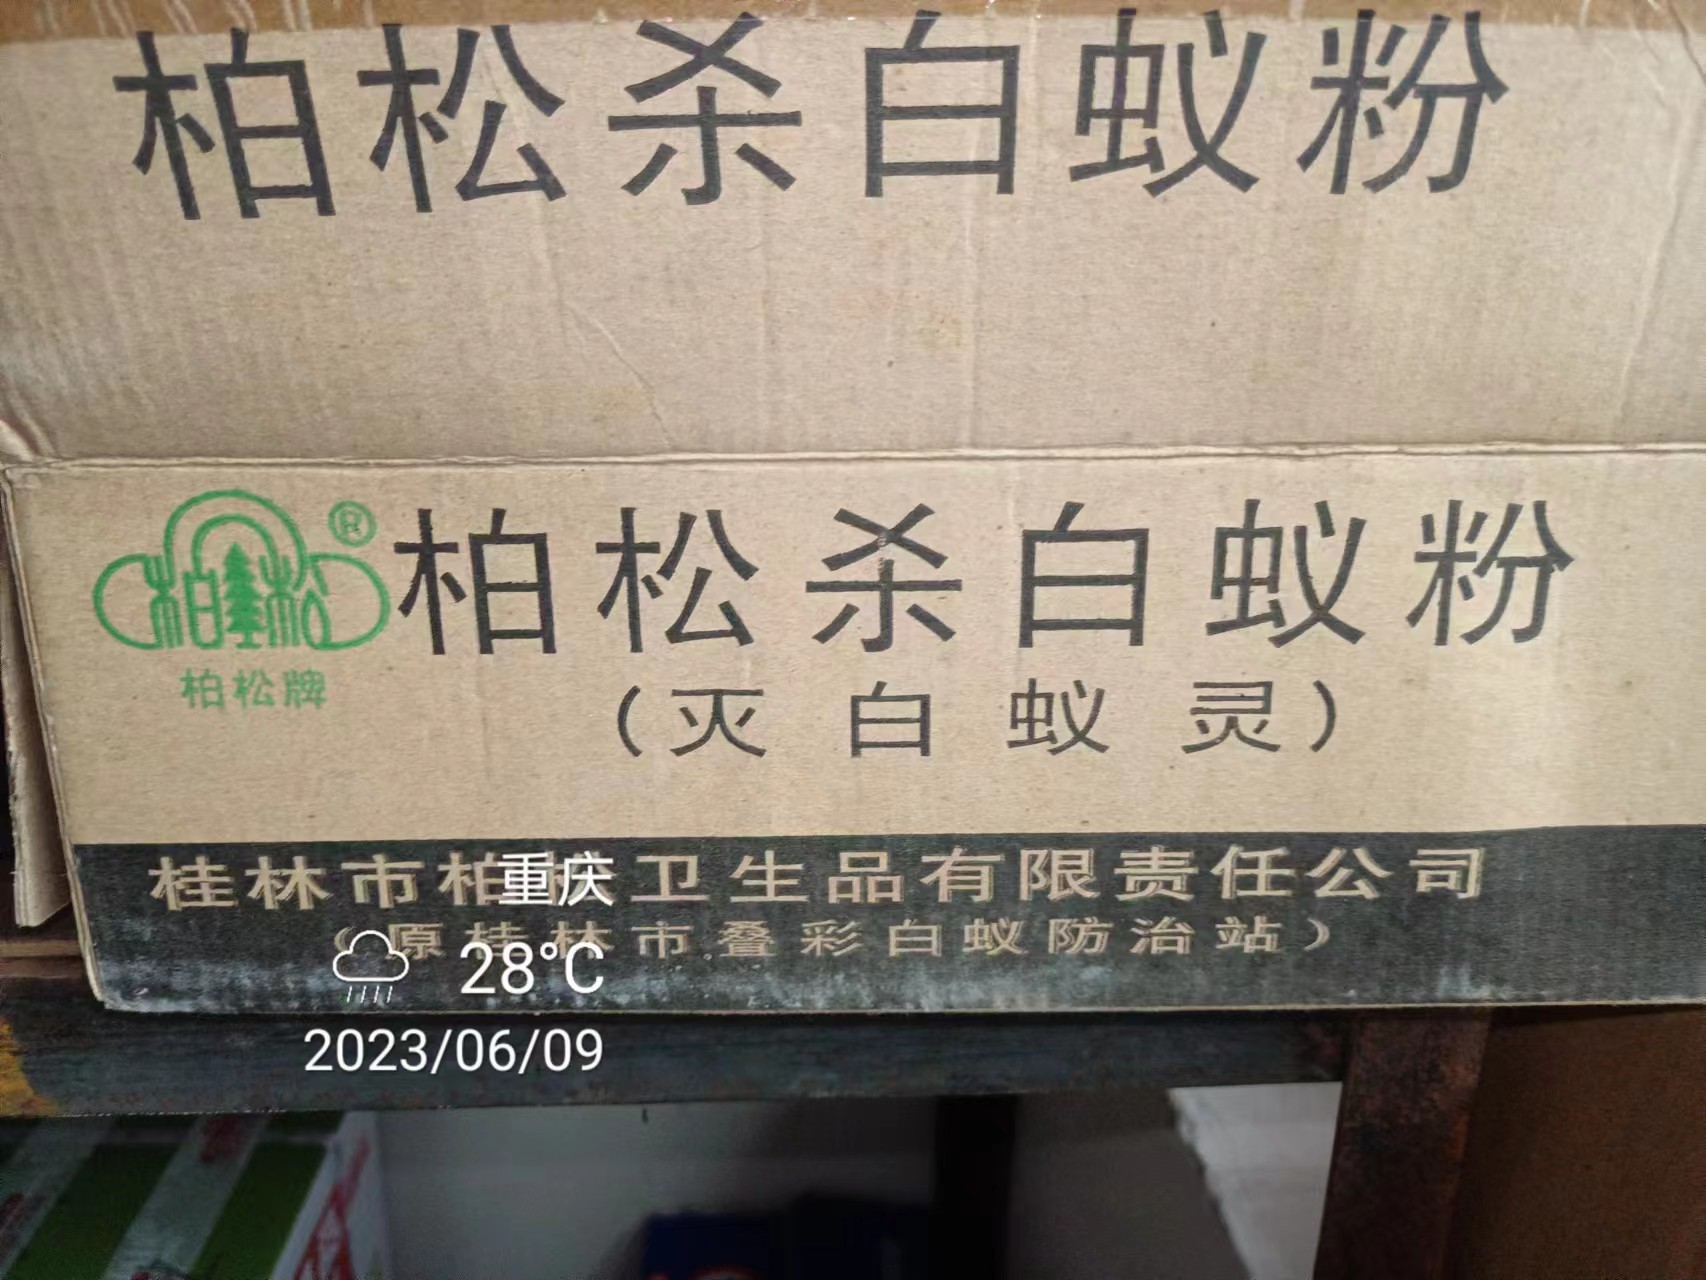 柏松杀白蚁粉
柏松
®
柏松牌
柏松杀白蚁粉
(灭白蚁灵)
桂林市柏 卫生品有限责任公司
(原桂林市叠彩白蚁防治站)
重庆
28°C
2023/06/09